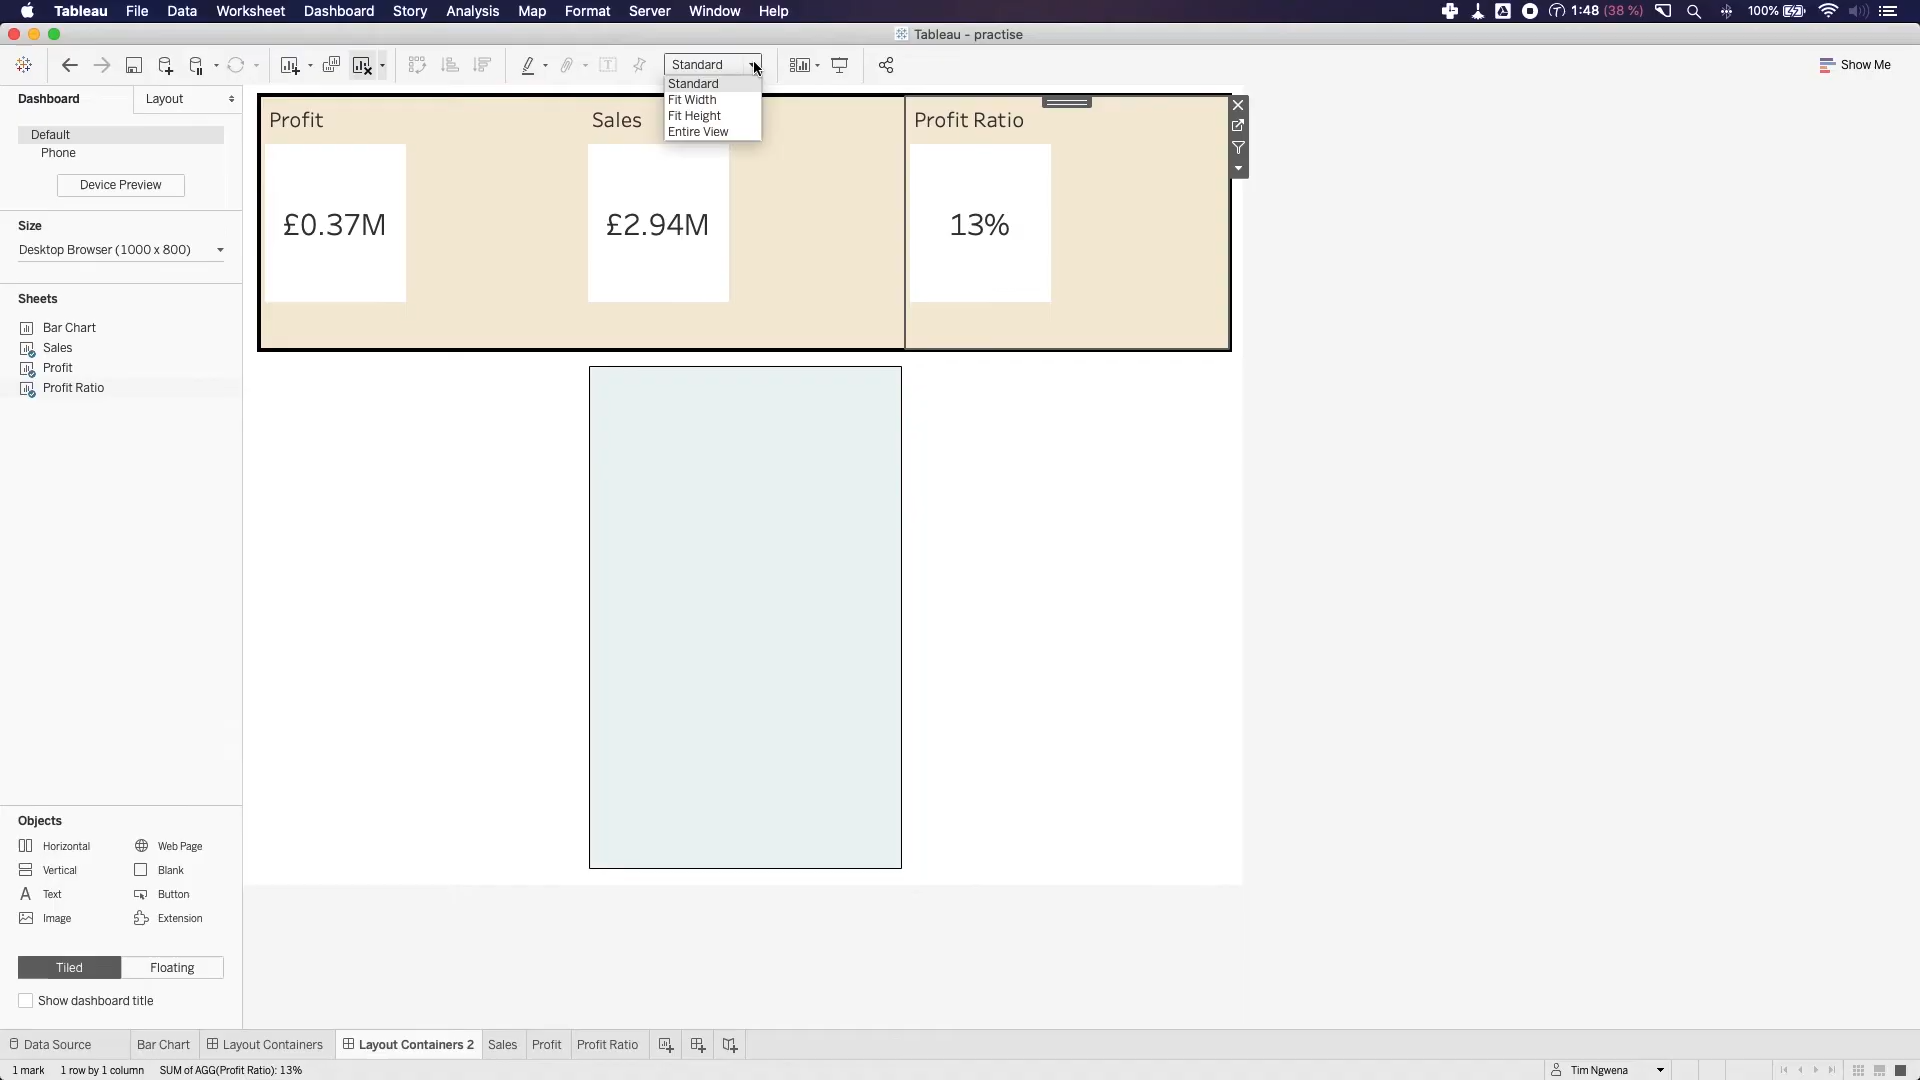 Tableau File Data Worksheet Dashboard Story Analysis Map Format Server Window Help 1:48 (38 %) 100%
Tableau - practise
Standard Show Me
Standard
Fit Width
Fit Height
Entire View
Dashboard Layout
Default
Phone
Device Preview
Size
Desktop Browser (1000 x 800)
Sheets
Bar Chart
Sales
Profit
Profit Ratio
Profit Sales Profit Ratio
£0.37M £2.94M 13%
Objects
Horizontal Web Page
Vertical Blank
A Text Button
Image Extension
Tiled Floating
Show dashboard title
Data Source Bar Chart Layout Containers Layout Containers 2 Sales Profit Profit Ratio
1 mark 1 row by 1 column SUM of AGG(Profit Ratio): 13% Tim Ngwena